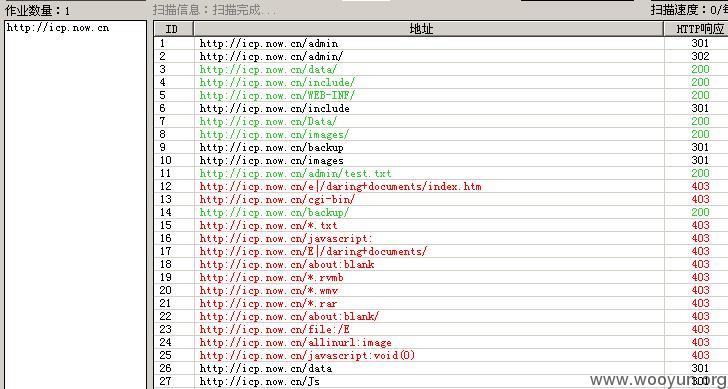 作业数量：1
扫描信息：扫描完成...
扫描速度：0/
http://icp.now.cn
ID 地址 HTTP响应
1 http://icp.now.cn/admin 301
2 http://icp.now.cn/admin/ 302
3 http://icp.now.cn/data/ 200
4 http://icp.now.cn/include/ 200
5 http://icp.now.cn/WEB-INF/ 200
6 http://icp.now.cn/include 301
7 http://icp.now.cn/Data/ 200
8 http://icp.now.cn/images/ 200
9 http://icp.now.cn/backup 301
10 http://icp.now.cn/images 301
11 http://icp.now.cn/admin/test.txt 200
12 http://icp.now.cn/e|/daring+documents/index.htm 403
13 http://icp.now.cn/cgi-bin/ 403
14 http://icp.now.cn/backup/ 200
15 http://icp.now.cn/*.txt 403
16 http://icp.now.cn/javascript: 403
17 http://icp.now.cn/E|/daring+documents/ 403
18 http://icp.now.cn/about:blank 403
19 http://icp.now.cn/*.rvmb 403
20 http://icp.now.cn/*.wmv 403
21 http://icp.now.cn/*.rar 403
22 http://icp.now.cn/about:blank/ 403
23 http://icp.now.cn/file:/E 403
24 http://icp.now.cn/allinurl:image 403
25 http://icp.now.cn/javascript:void(0) 403
26 http://icp.now.cn/data 301
27 http://icp.now.cn/Js 301
www.wooyun.org